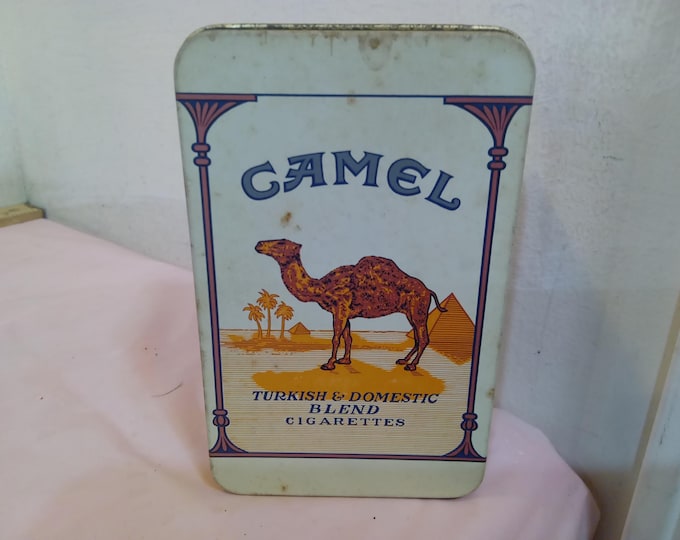 CAMEL
TURKISH & DOMESTIC
BLEND
CIGARETTES